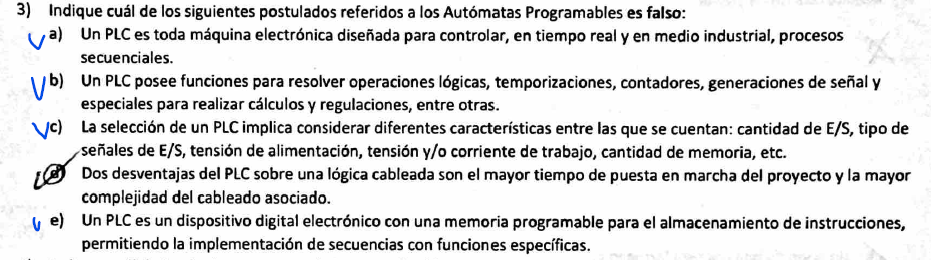 3) Indique cuál de los siguientes postulados referidos a los Autómatas Programables es falso:
a) Un PLC es toda máquina electrónica diseñada para controlar, en tiempo real y en medio industrial, procesos
secuenciales.
b) Un PLC posee funciones para resolver operaciones lógicas, temporizaciones, contadores, generaciones de señal y
especiales para realizar cálculos y regulaciones, entre otras.
c) La selección de un PLC implica considerar diferentes características entre las que se cuentan: cantidad de E/S, tipo de
señales de E/S, tensión de alimentación, tensión y/o corriente de trabajo, cantidad de memoria, etc.
Dos desventajas del PLC sobre una lógica cableada son el mayor tiempo de puesta en marcha del proyecto y la mayor
complejidad del cableado asociado.
e) Un PLC es un dispositivo digital electrónico con una memoria programable para el almacenamiento de instrucciones,
permitiendo la implementación de secuencias con funciones específicas.